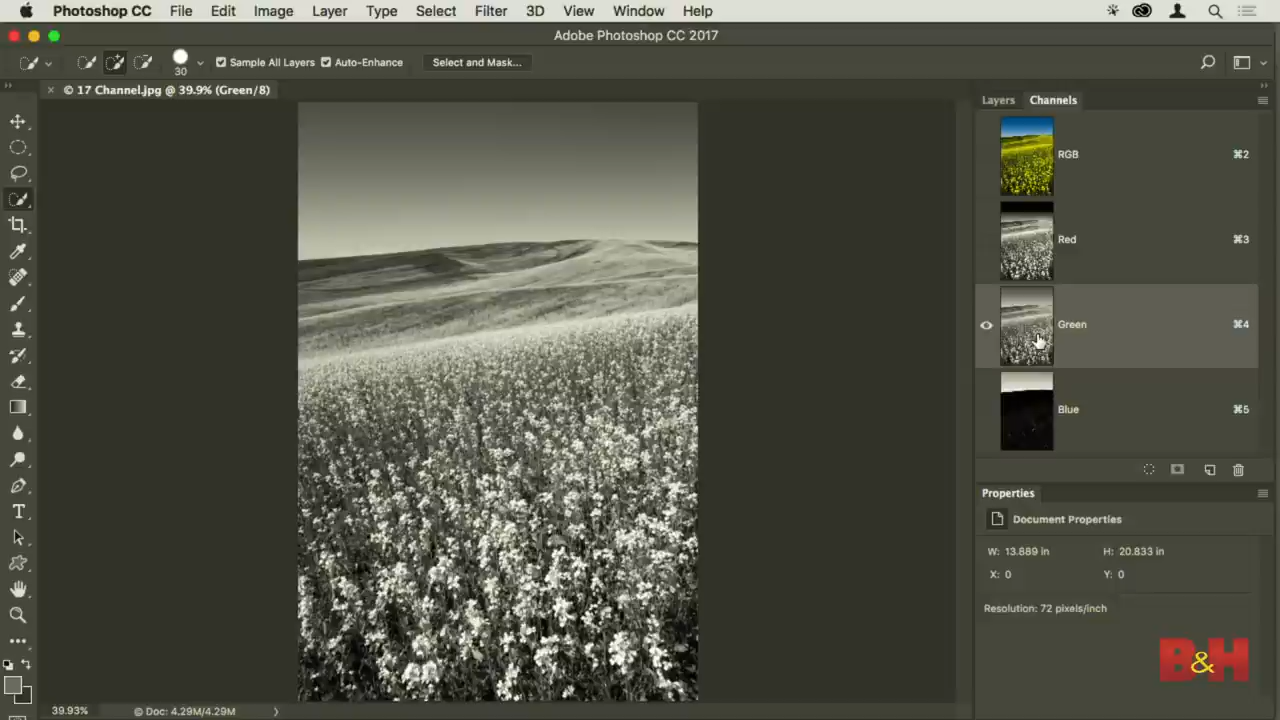 Photoshop CC File Edit Image Layer Type Select Filter 3D View Window Help
Adobe Photoshop CC 2017
30 Sample All Layers Auto-Enhance Select and Mask...
× © 17 Channel.jpg @ 39.9% (Green/8)
Layers Channels
RGB ⌘2
Red ⌘3
Green ⌘4
Blue ⌘5
Properties
Document Properties
W: 13.889 in H: 20.833 in
X: 0 Y: 0
Resolution: 72 pixels/inch
B&H
39.93% Doc: 4.29M/4.29M